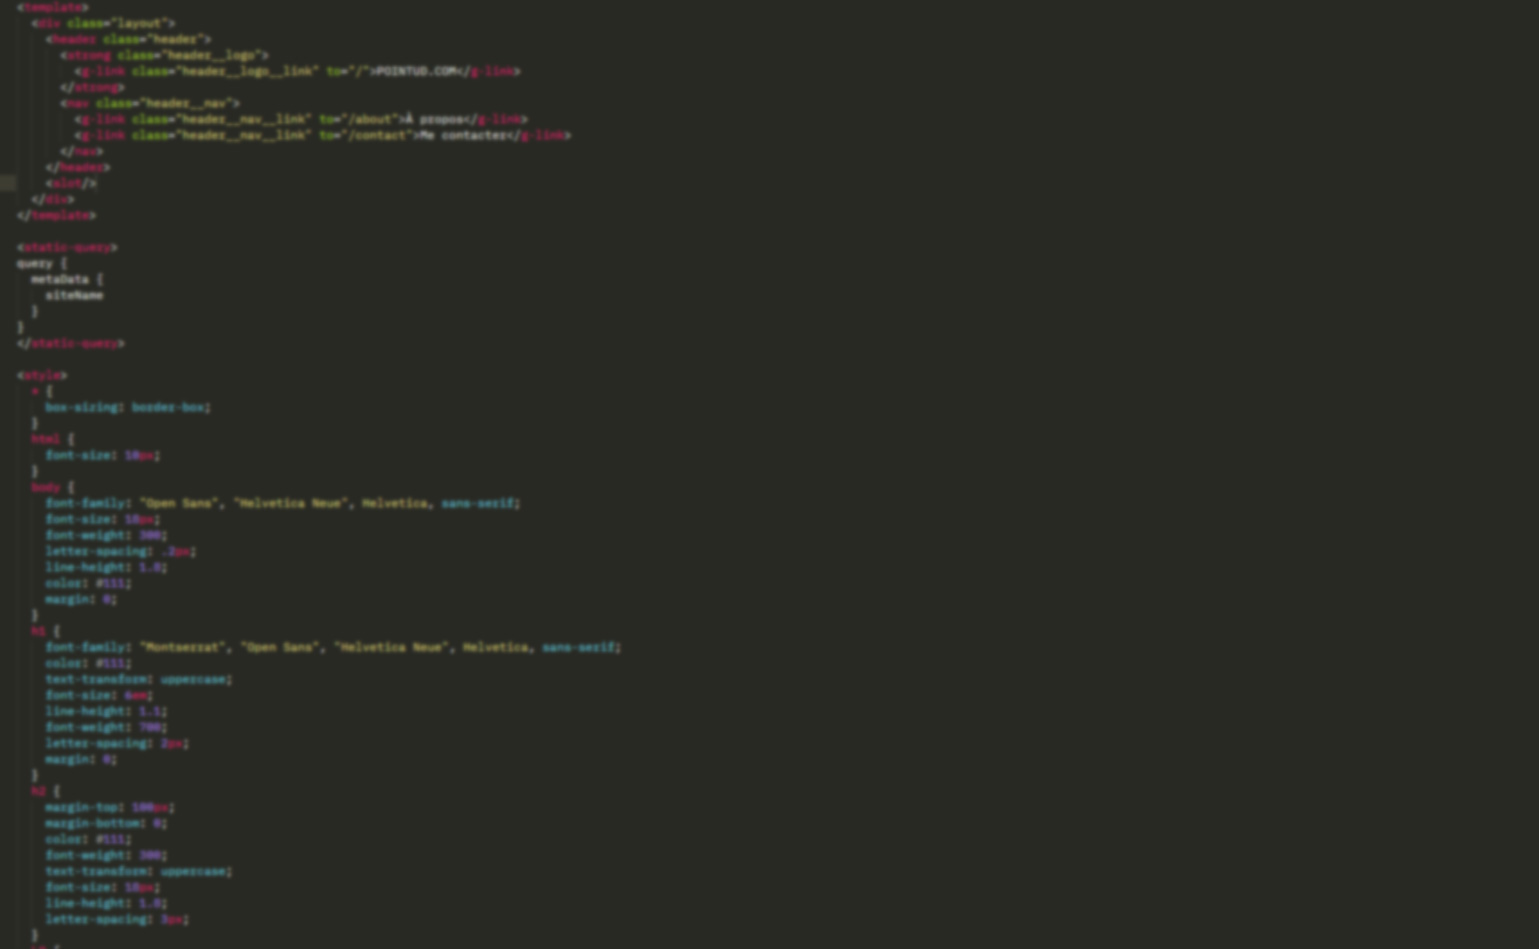 <template>
<div class="layout">
<header class="header">
<strong class="header__logo">
<g-link class="header__logo__link" to="/">POINTUD.COM</g-link>
</strong>
<nav class="header__nav">
<g-link class="header__nav__link" to="/about">À propos</g-link>
<g-link class="header__nav__link" to="/contact">Me contacter</g-link>
</nav>
</header>
<slot/>
</div>
</template>
<static-query>
query {
metaData {
siteName
}
}
</static-query>
<style>
* {
box-sizing: border-box;
}
html {
font-size: 10px;
}
body {
font-family: "Open Sans", "Helvetica Neue", Helvetica, sans-serif;
font-size: 18px;
font-weight: 300;
letter-spacing: .2px;
line-height: 1.8;
color: #111;
margin: 0;
}
h1 {
font-family: "Montserrat", "Open Sans", "Helvetica Neue", Helvetica, sans-serif;
color: #111;
text-transform: uppercase;
font-size: 6em;
line-height: 1.1;
font-weight: 700;
letter-spacing: 2px;
margin: 0;
}
h2 {
margin-top: 100px;
margin-bottom: 0;
color: #111;
font-weight: 300;
text-transform: uppercase;
font-size: 18px;
line-height: 1.8;
letter-spacing: 3px;
}